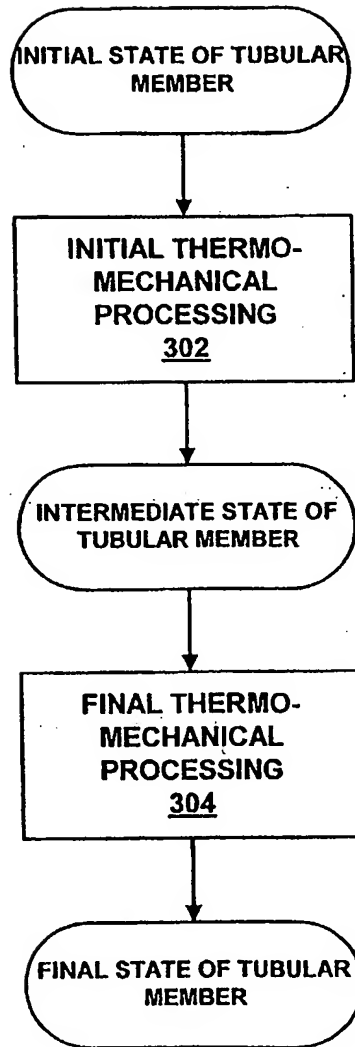 INITIAL STATE OF TUBULAR
MEMBER
INITIAL THERMO-
MECHANICAL
PROCESSING
302
INTERMEDIATE STATE OF
TUBULAR MEMBER
FINAL THERMO-
MECHANICAL
PROCESSING
304
FINAL STATE OF TUBULAR
MEMBER